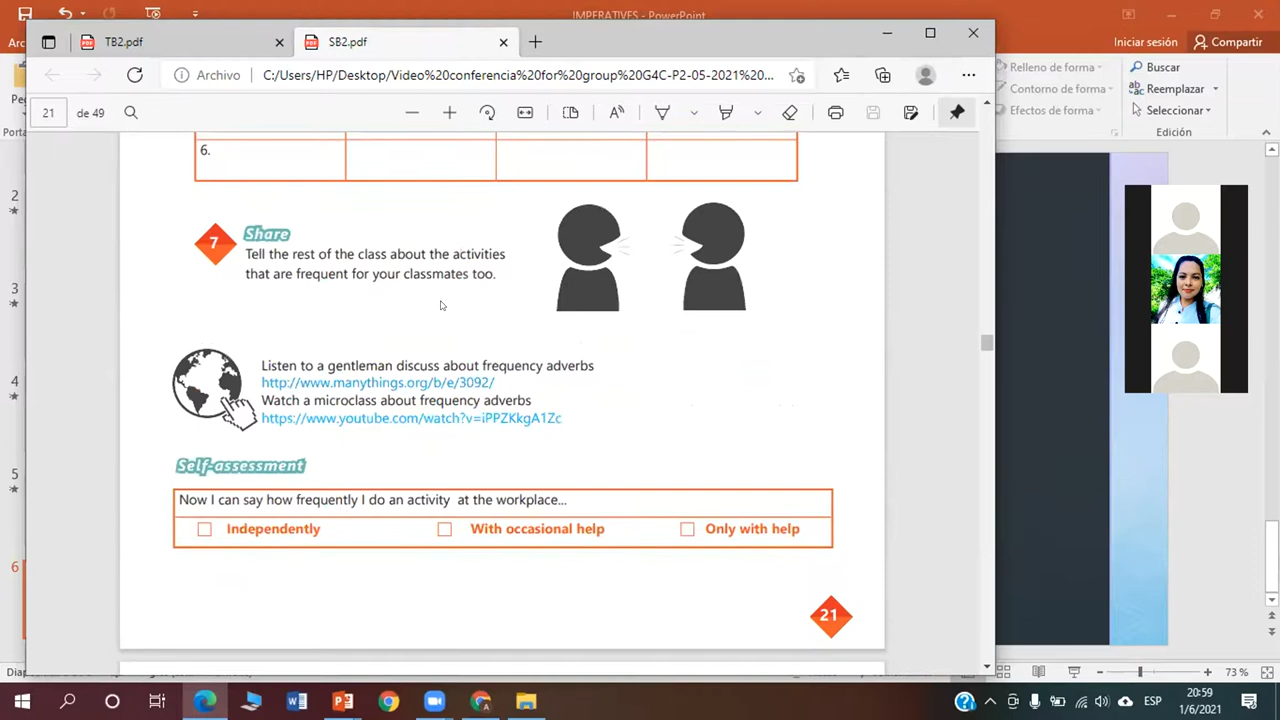 IMPERATIVES - PowerPoint
Iniciar sesión
Compartir
TB2.pdf
SB2.pdf
Archivo
C:/Users/HP/Desktop/Video%20conferencia%20for%20group%20G4C-P2-05-2021%20...
21
de 49
Relleno de forma
Contorno de forma
Efectos de forma
Buscar
Reemplazar
Seleccionar
Edición
6.
7
Share
Tell the rest of the class about the activities
that are frequent for your classmates too.
Listen to a gentleman discuss about frequency adverbs
http://www.manythings.org/b/e/3092/
Watch a microclass about frequency adverbs
https://www.youtube.com/watch?v=iPPZKkgA1Zc
Self-assessment
Now I can say how frequently I do an activity at the workplace...
Independently
With occasional help
Only with help
21
2
3
4
5
6
73 %
ESP
20:59
1/6/2021